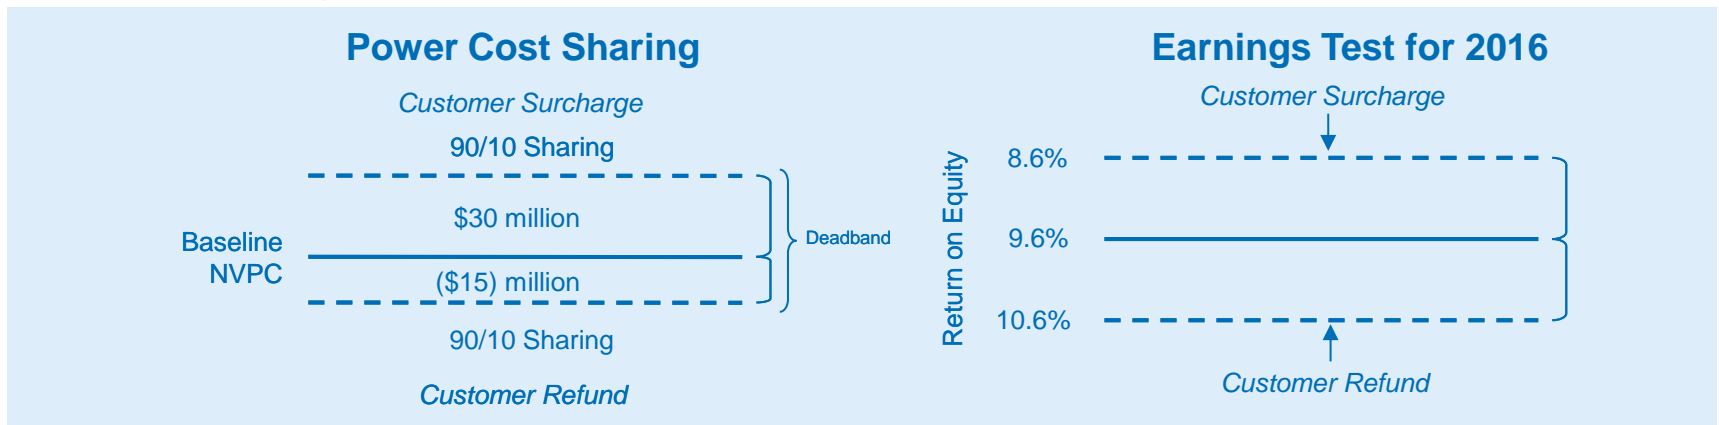 Power Cost Sharing
Customer Surcharge
90/10 Sharing
$30 million
Baseline
NVPC
($15) million
Deadband
90/10 Sharing
Customer Refund
Earnings Test for 2016
Customer Surcharge
Return on Equity
8.6%
9.6%
10.6%
Customer Refund